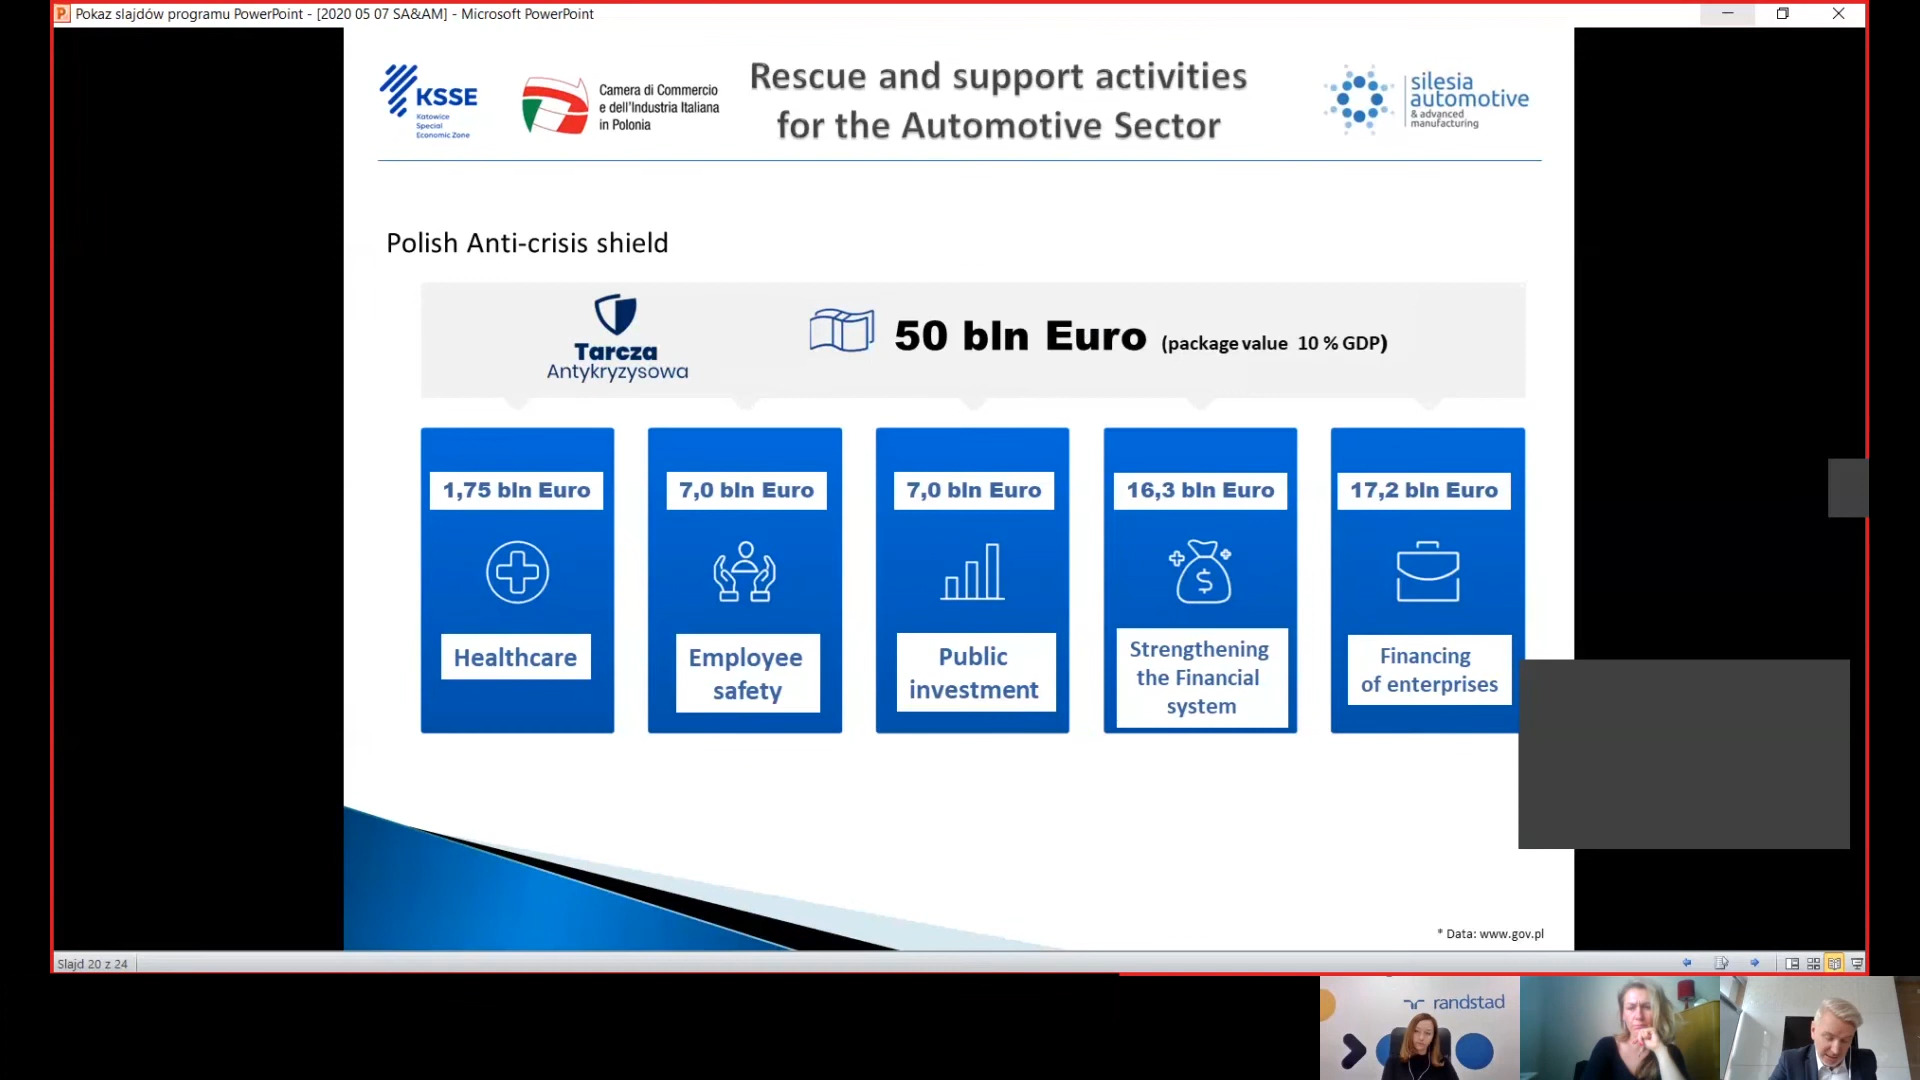 Pokaz slajdów programu PowerPoint - [2020 05 07 SA&AM] - Microsoft PowerPoint
KSSE
Katowice
Special
Economic Zone
Camera di Commercio
e dell'Industria Italiana
in Polonia
Rescue and support activities
for the Automotive Sector
silesia
automotive
& advanced
manufacturing
Polish Anti-crisis shield
Tarcza
Antykryzysowa
50 bln Euro (package value 10 % GDP)
1,75 bln Euro
7,0 bln Euro
7,0 bln Euro
16,3 bln Euro
17,2 bln Euro
Healthcare
Employee
safety
Public
investment
Strengthening
the Financial
system
Financing
of enterprises
* Data: www.gov.pl
Slajd 20 z 24
randstad